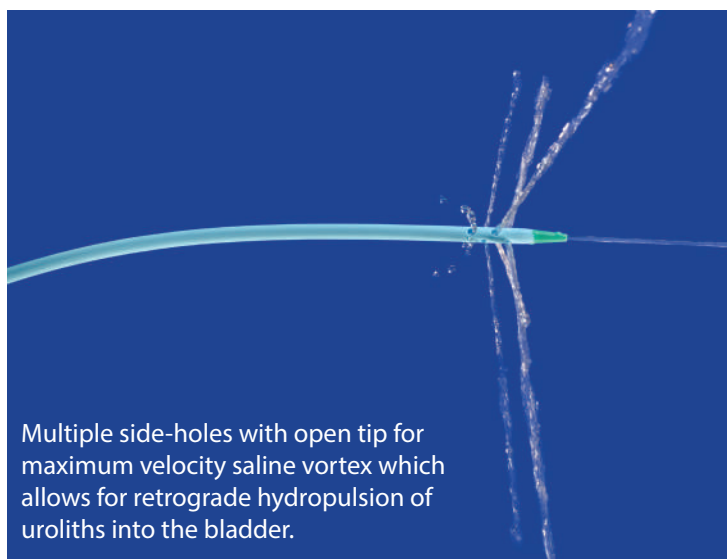 Multiple side-holes with open tip for
maximum velocity saline vortex which
allows for retrograde hydropulsion of
uroliths into the bladder.